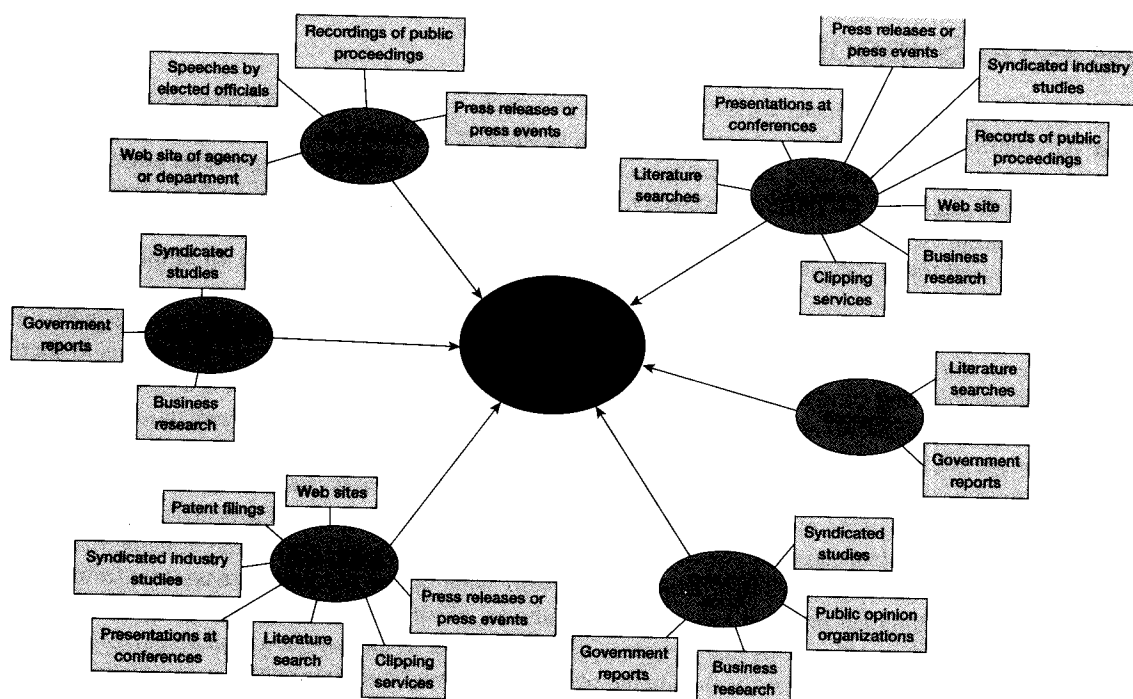 Recordings of public
proceedings
Speeches by
elected officials
Press releases or
press events
Web site of agency
or department
Press releases or
press events
Syndicated industry
studies
Presentations at
conferences
Records of public
proceedings
Literature
searches
Web site
Business
research
Clipping
services
Syndicated
studies
Government
reports
Business
research
Literature
searches
Government
reports
Web sites
Patent filings
Syndicated industry
studies
Press releases or
press events
Presentations at
conferences
Literature
search
Clipping
services
Syndicated
studies
Public opinion
organizations
Government
reports
Business
research